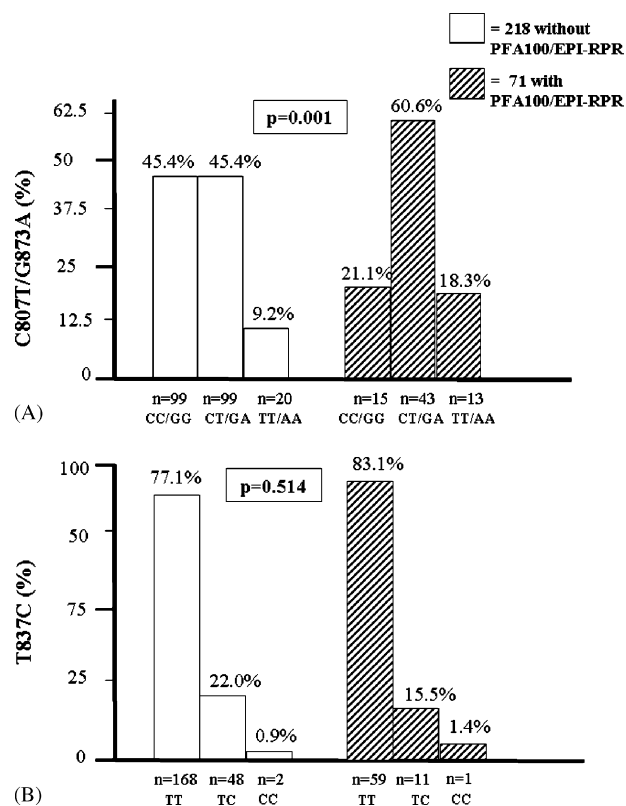 = 218 without
PFA100/EPI-RPR
= 71 with
PFA100/EPI-RPR
C807T/G873A (%)
62.5
50
37.5
25
12.5
0
p=0.001
45.4%
45.4%
9.2%
21.1%
60.6%
18.3%
n=99
n=99
n=20
n=15
n=43
n=13
CC/GG
CT/GA
TT/AA
CC/GG
CT/GA
TT/AA
(A)
T837C (%)
100
50
75
25
0
p=0.514
77.1%
22.0%
0.9%
83.1%
15.5%
1.4%
n=168
n=48
n=2
n=59
n=11
n=1
TT
TC
CC
TT
TC
CC
(B)